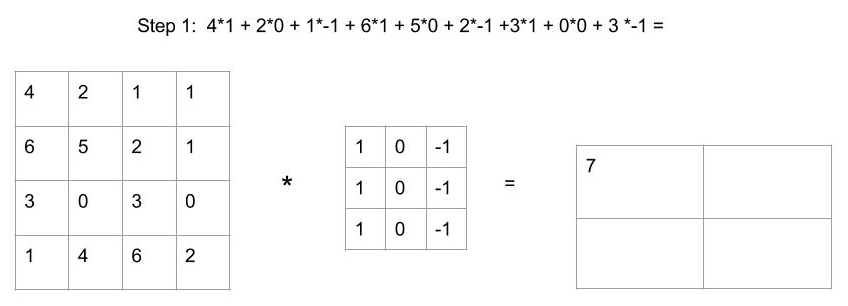 Step 1:  4*1 + 2*0 + 1*-1 + 6*1 + 5*0 + 2*-1 +3*1 + 0*0 + 3 *-1 =
4 2 1 1
6 5 2 1
3 0 3 0
1 4 6 2
*
1 0 -1
1 0 -1
1 0 -1
=
7